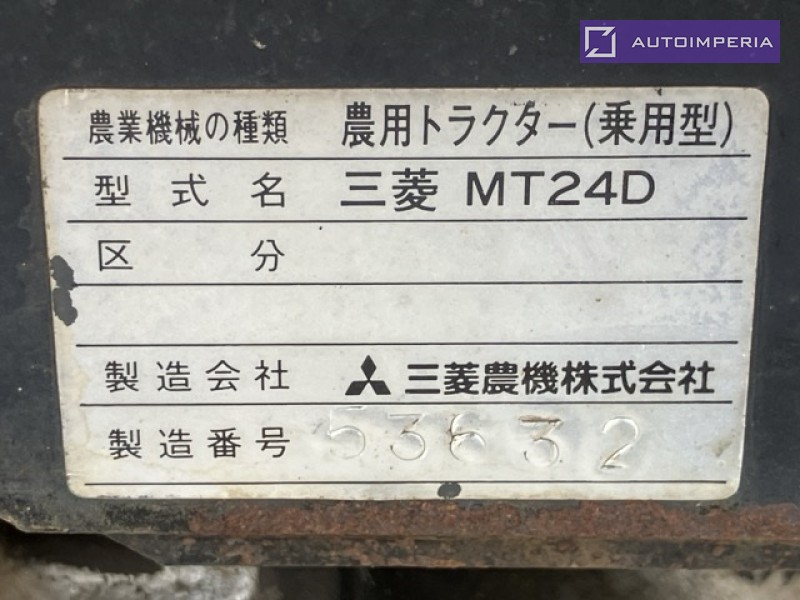 AUTOIMPERIA
農業機械の種類 農用トラクター(乗用型)
型式名 三菱 MT24D
区分
製造会社 三菱農機株式会社
製造番号 53632